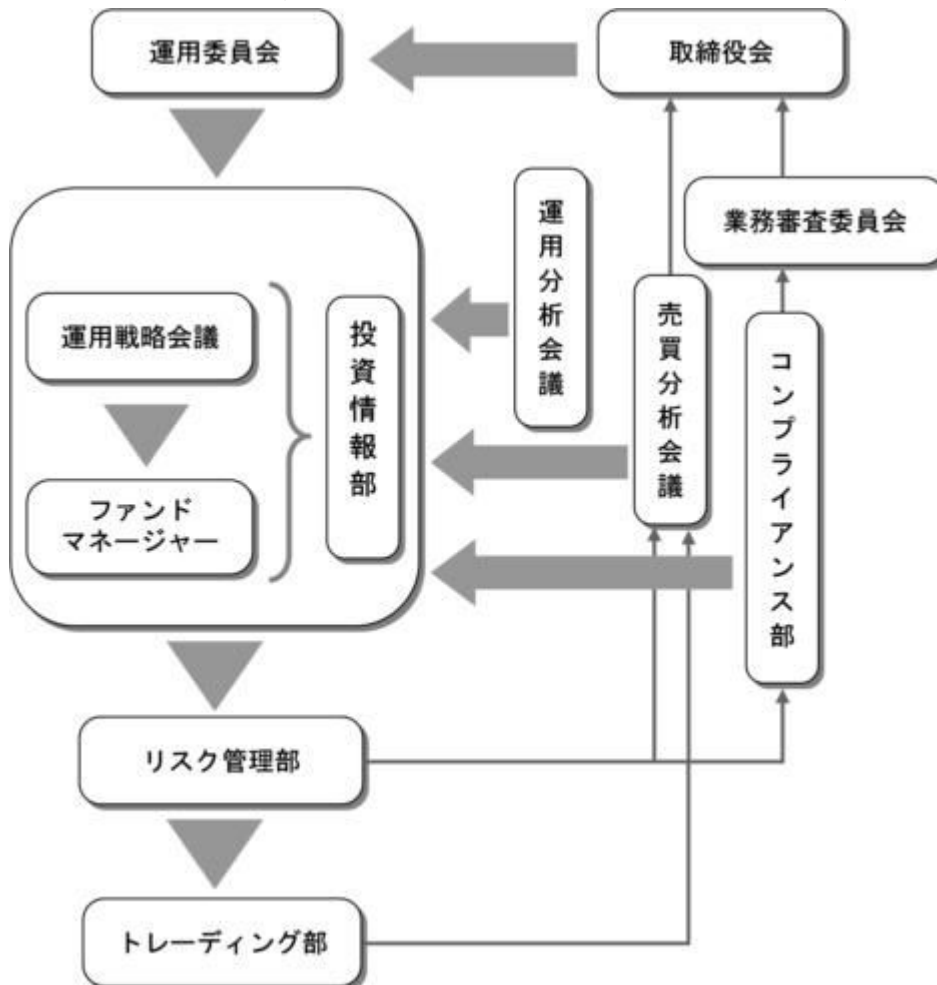 運用委員会
取締役会
運用分析会議
業務審査委員会
運用戦略会議
投資情報部
売買分析会議
コンプライアンス部
ファンド
マネージャー
リスク管理部
トレーディング部